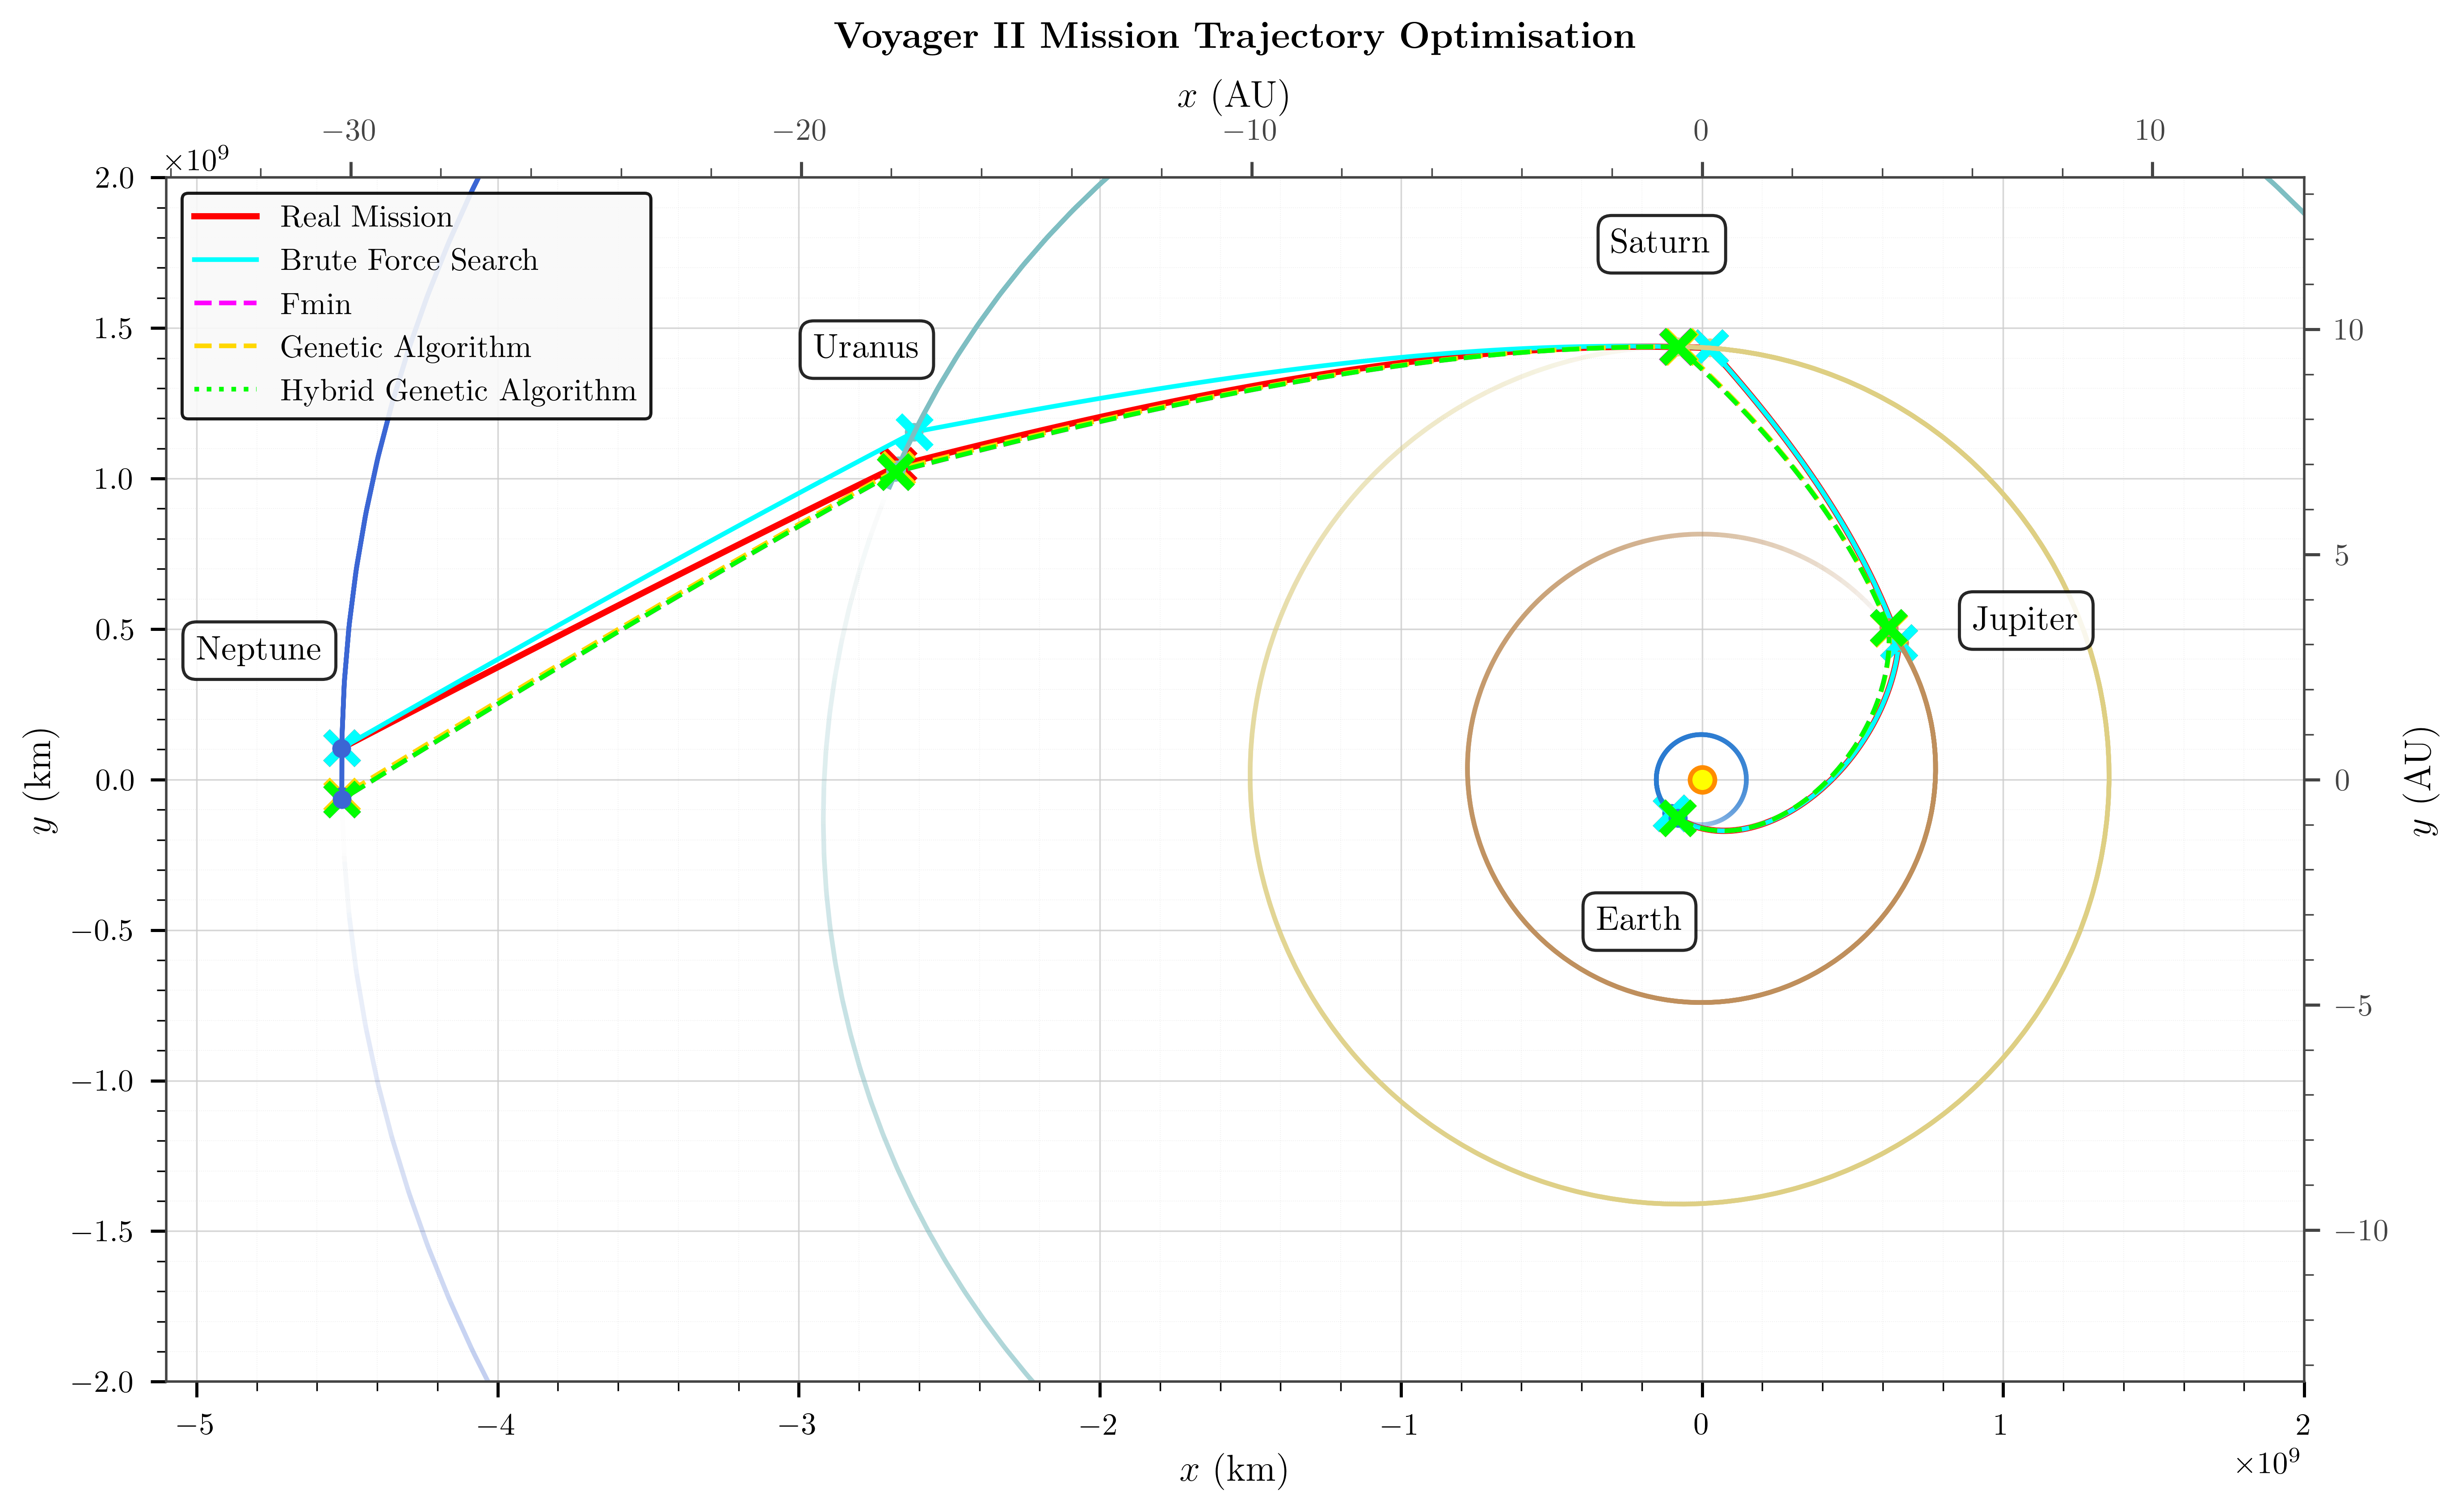 Voyager II Mission Trajectory Optimisation
x (AU)
−30 −20 −10 0 10
×10⁹
2.0
1.5
1.0
0.5
0.0
−0.5
−1.0
−1.5
−2.0
y (km)
Real Mission
Brute Force Search
Fmin
Genetic Algorithm
Hybrid Genetic Algorithm
Saturn
Uranus
Neptune
Jupiter
Earth
10
5
0
−5
−10
y (AU)
−5 −4 −3 −2 −1 0 1 2
x (km)
×10⁹